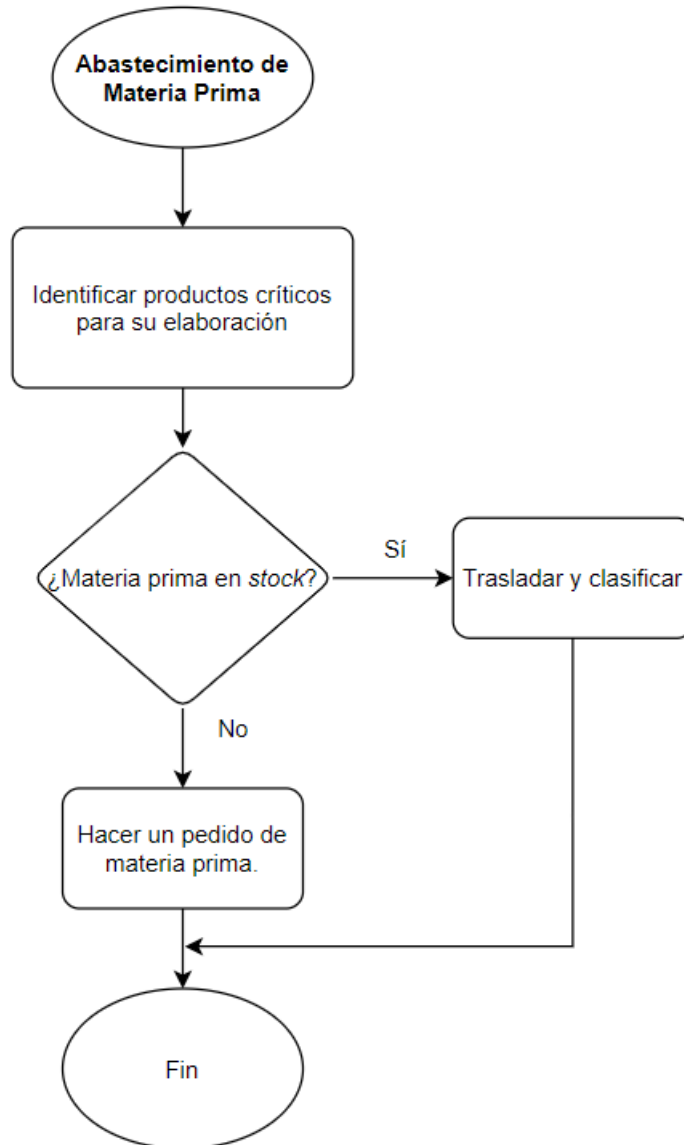 Abastecimiento de
Materia Prima
Identificar productos críticos
para su elaboración
¿Materia prima en stock?
Sí
Trasladar y clasificar
No
Hacer un pedido de
materia prima.
Fin